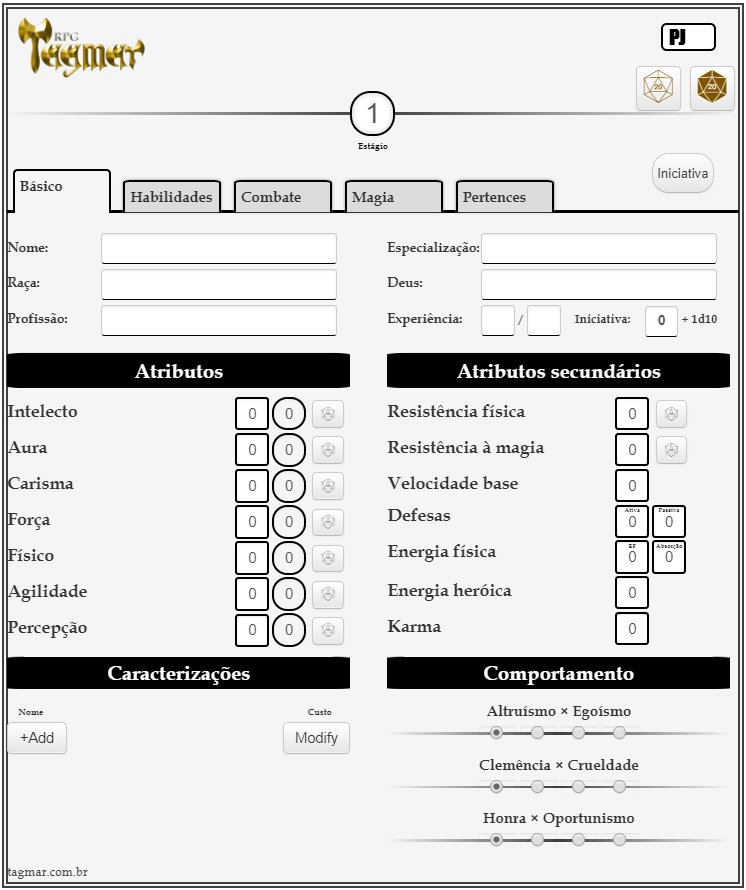 RPG
Tagmar
PJ
20 20
1
Estágio
Iniciativa
Básico Habilidades Combate Magia Pertences
Nome: Especialização:
Raça: Deus:
Profissão: Experiência: / Iniciativa: 0 + 1d10
Atributos Atributos secundários
Intelecto 0 0 Resistência física 0
Aura 0 0 Resistência à magia 0
Carisma 0 0 Velocidade base 0
Força 0 0 Defesas Ativa 0 Passiva 0
Físico 0 0 Energia física EF 0 Absorção 0
Agilidade 0 0 Energia heróica 0
Percepção 0 0 Karma 0
Caracterizações Comportamento
Nome Custo Altruísmo × Egoísmo
+Add Modify
Clemência × Crueldade
Honra × Oportunismo
tagmar.com.br